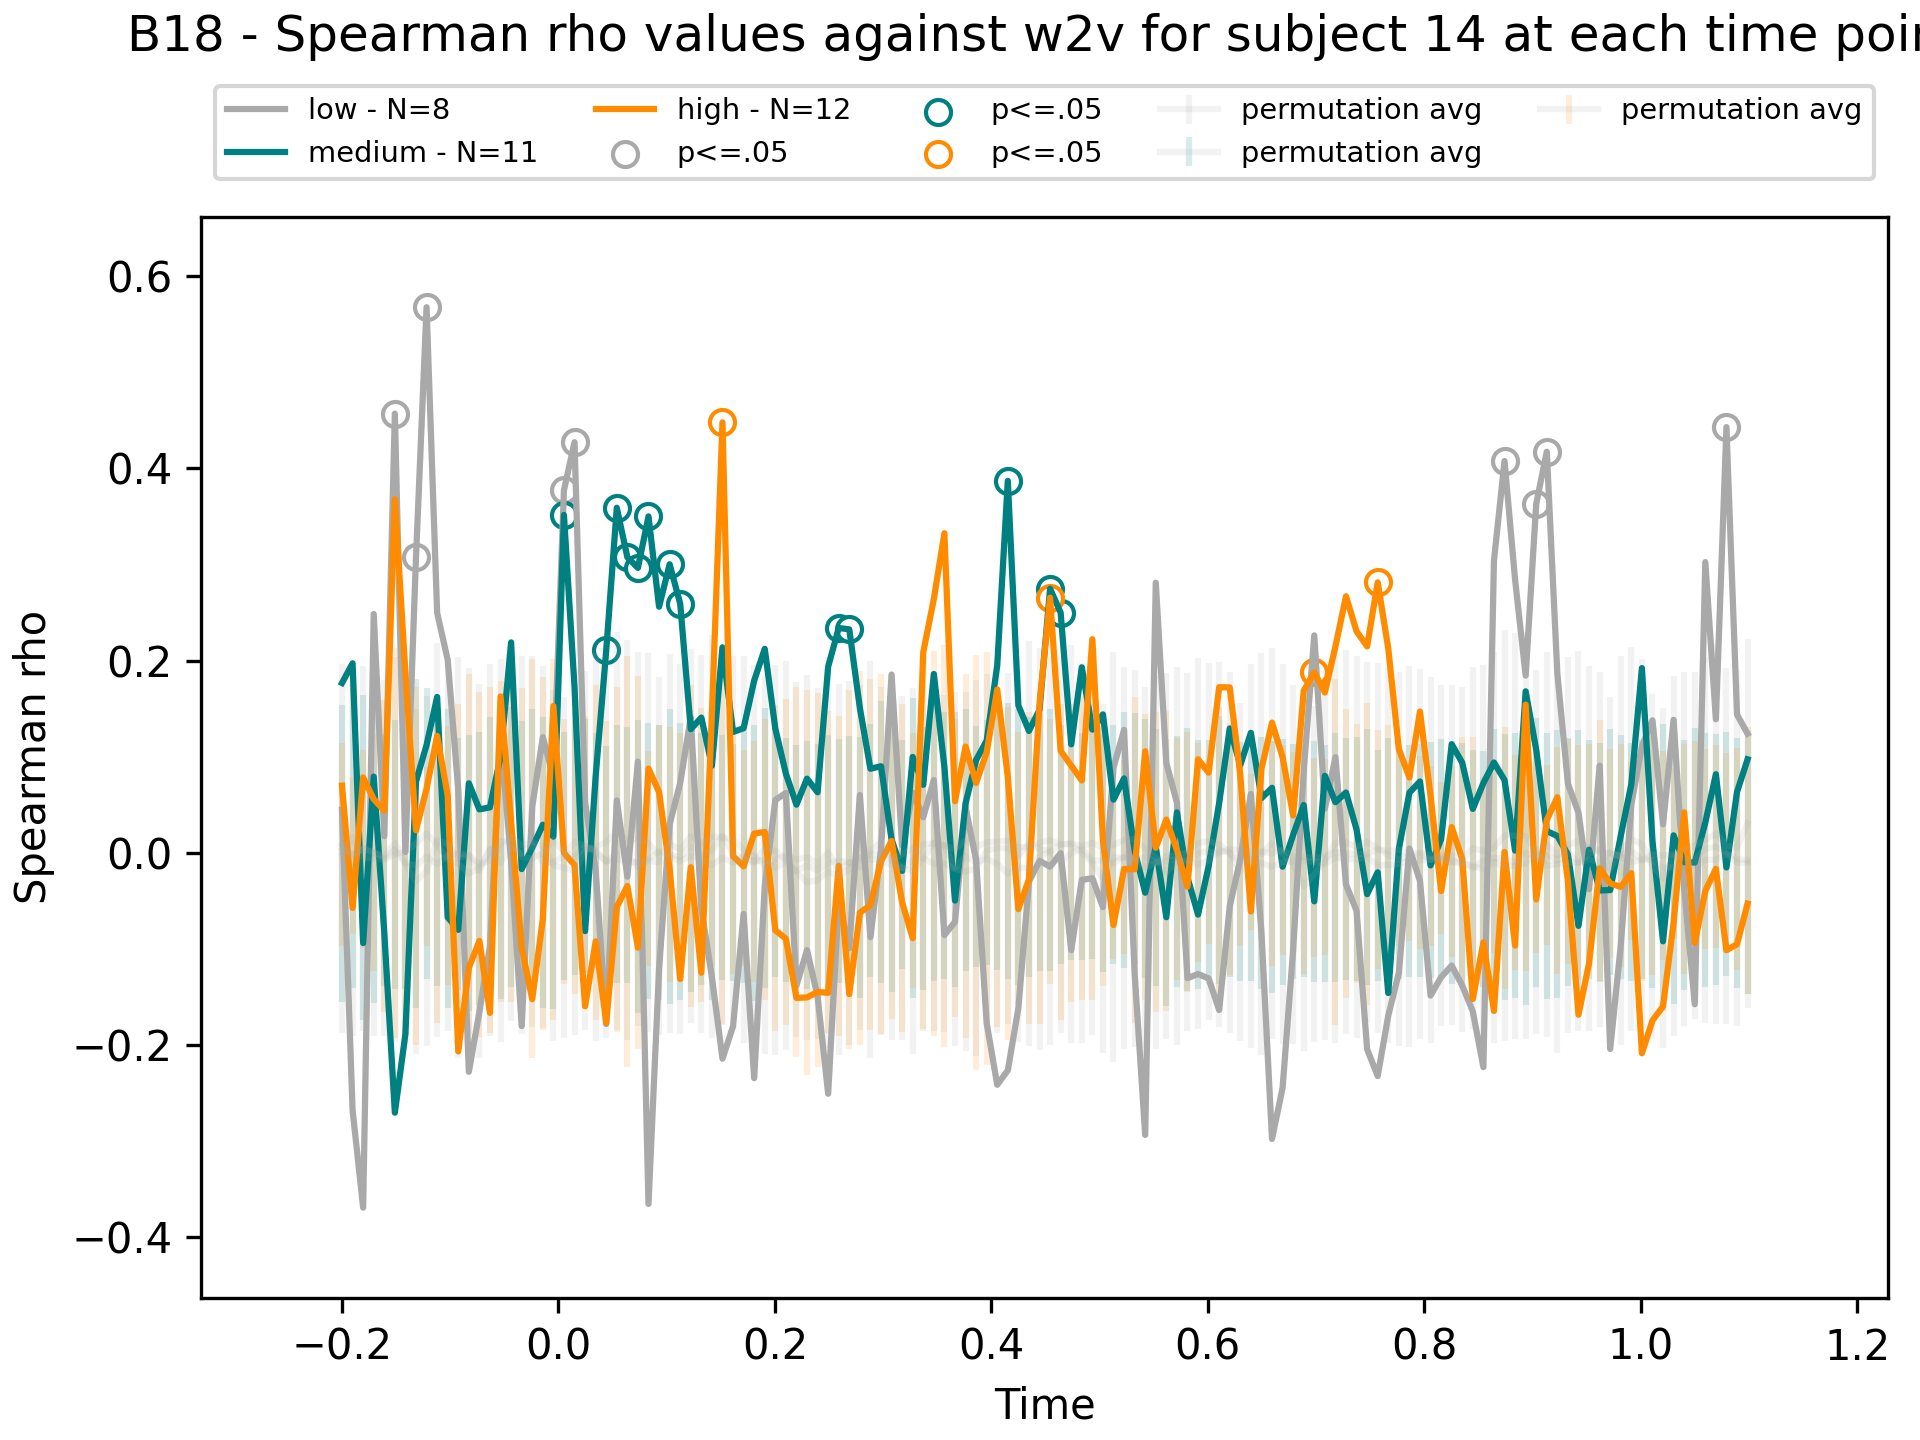 B18 - Spearman rho values against w2v for subject 14 at each time poi
low - N=8
medium - N=11
high - N=12
p<=.05
p<=.05
p<=.05
permutation avg
permutation avg
permutation avg
0.6
0.4
0.2
0.0
−0.2
−0.4
Spearman rho
−0.2 0.0 0.2 0.4 0.6 0.8 1.0 1.2
Time